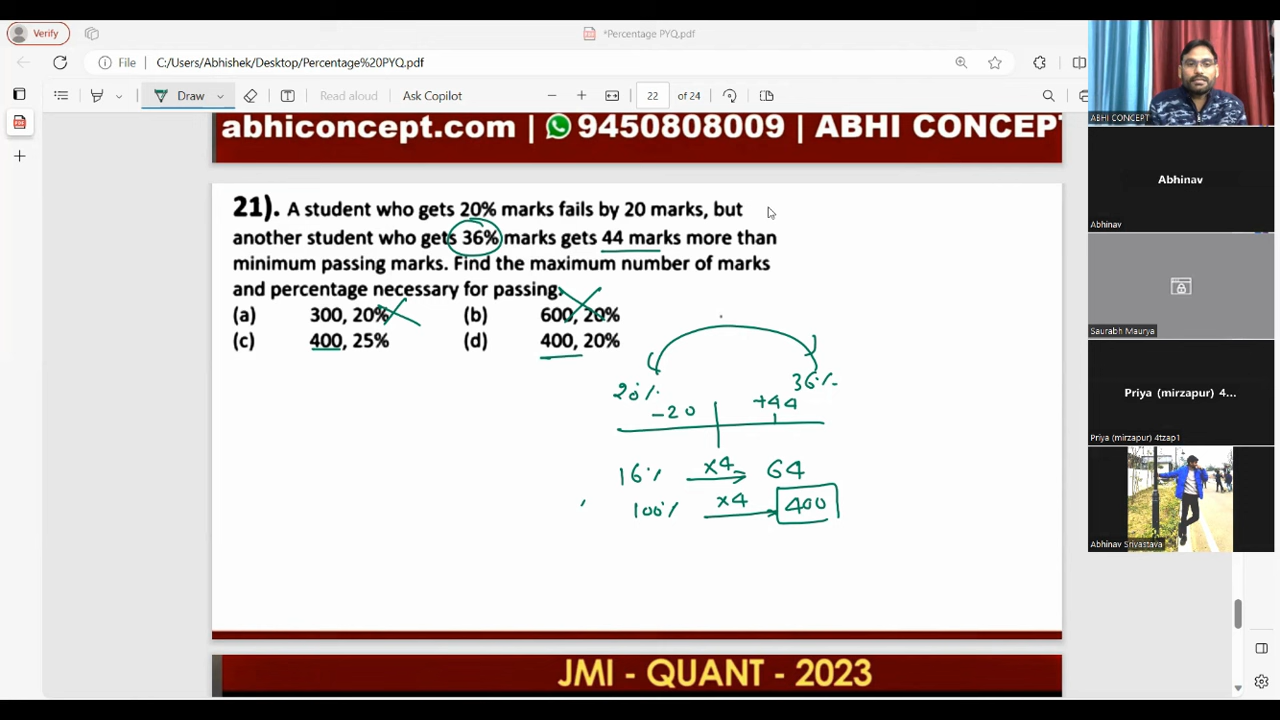 Verify
*Percentage PYQ.pdf
File C:/Users/Abhishek/Desktop/Percentage%20PYQ.pdf
Draw Read aloud Ask Copilot 22 of 24
abhiconcept.com | 9450808009 | ABHI CONCEPT
21). A student who gets 20% marks fails by 20 marks, but
another student who gets 36% marks gets 44 marks more than
minimum passing marks. Find the maximum number of marks
and percentage necessary for passing.
(a) 300, 20% (b) 600, 20%
(c) 400, 25% (d) 400, 20%
20% 36%
-20 +44
16% ×4 64
100% ×4 400
JMI - QUANT - 2023
ABHI CONCEPT
Abhinav
Abhinav
Saurabh Maurya
Priya (mirzapur) 4...
Priya (mirzapur) 4tzap1
Abhinav Srivastava